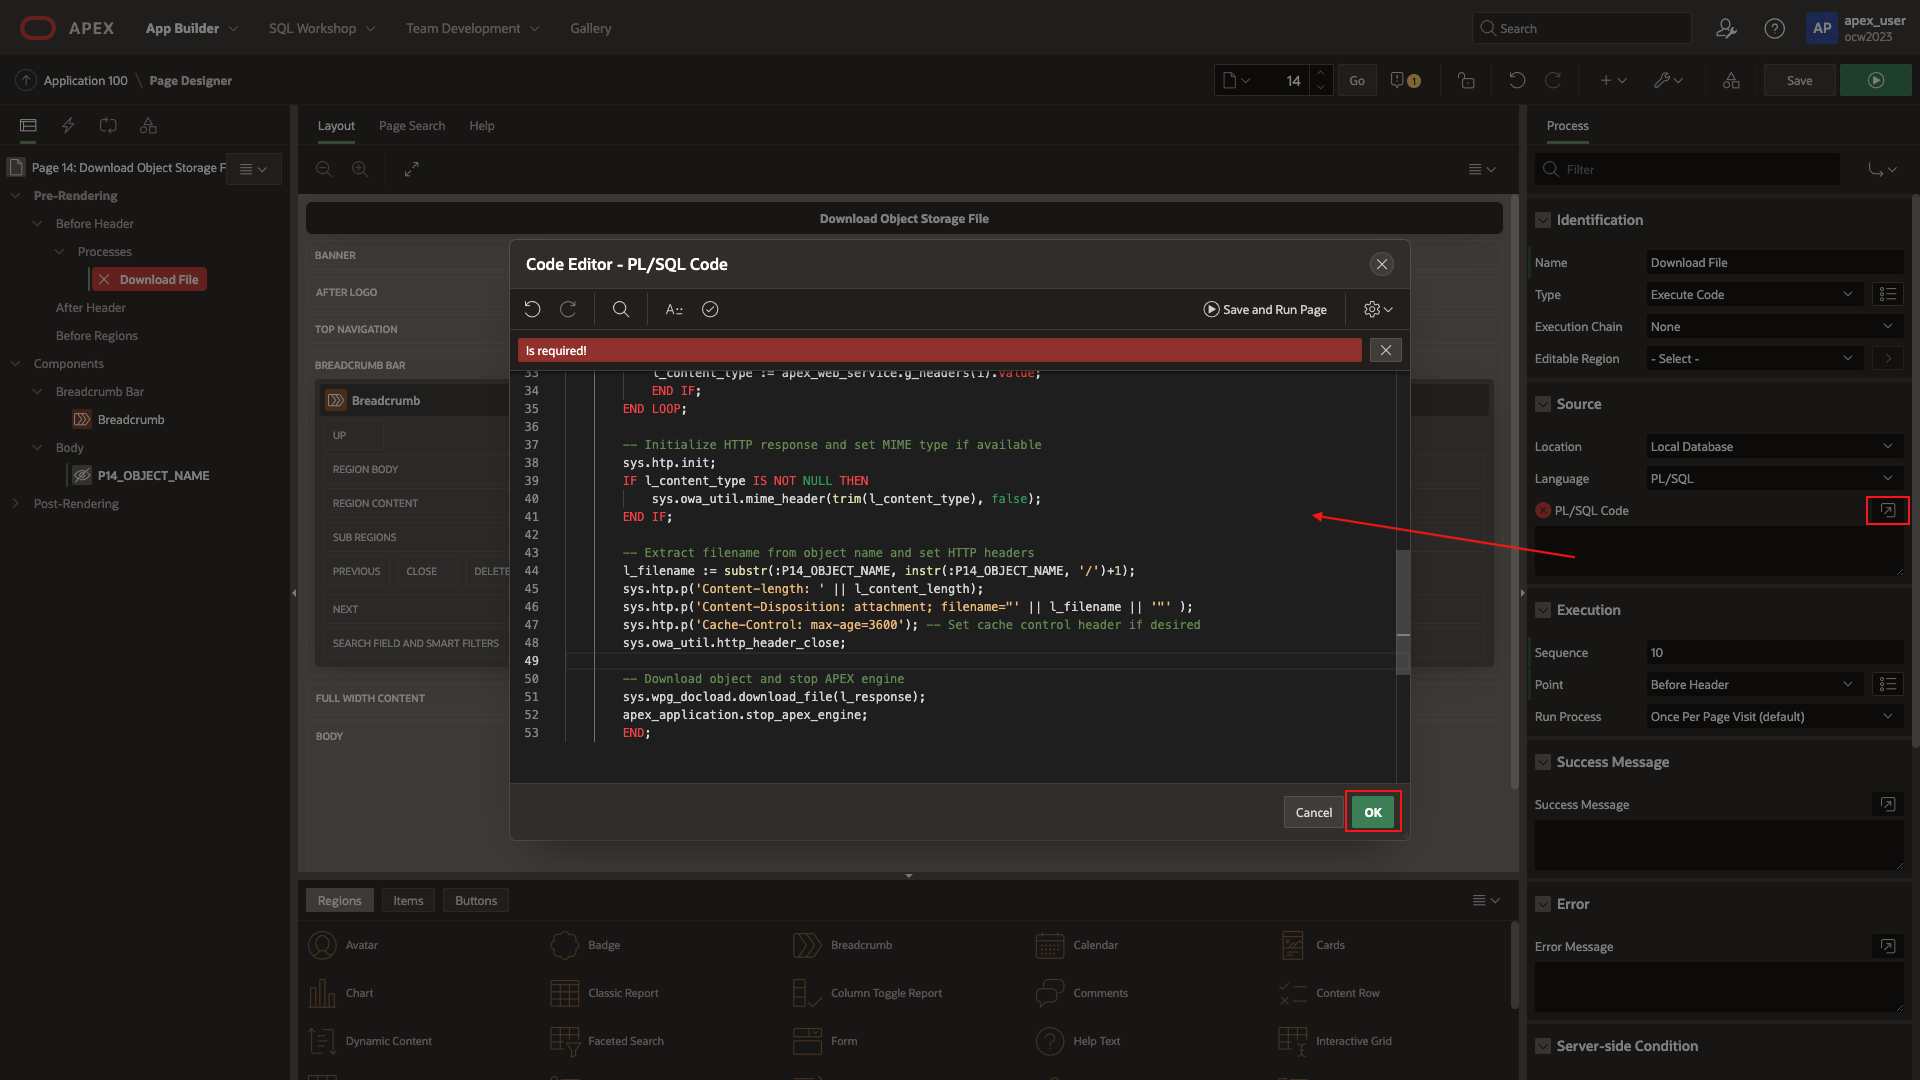 APEX App Builder SQL Workshop Team Development Gallery Search AP apex_user
ocw2023
Application 100 \ Page Designer 14 Go 1 Save
Layout Page Search Help
Process
Page 14: Download Object Storage F
Pre-Rendering
Before Header
Processes
Download File
After Header
Before Regions
Components
Breadcrumb Bar
Breadcrumb
Body
P14_OBJECT_NAME
Post-Rendering
Download Object Storage File
BANNER
AFTER LOGO
TOP NAVIGATION
BREADCRUMB BAR
Breadcrumb
UP
REGION BODY
REGION CONTENT
SUB REGIONS
PREVIOUS CLOSE DELETE
NEXT
SEARCH FIELD AND SMART FILTERS
FULL WIDTH CONTENT
BODY
Code Editor - PL/SQL Code
Save and Run Page
Is required!
33 l_content_type := apex_web_service.g_headers(i).value;
34 END IF;
35 END LOOP;
36
37 -- Initialize HTTP response and set MIME type if available
38 sys.htp.init;
39 IF l_content_type IS NOT NULL THEN
40 sys.owa_util.mime_header(trim(l_content_type), false);
41 END IF;
42
43 -- Extract filename from object name and set HTTP headers
44 l_filename := substr(:P14_OBJECT_NAME, instr(:P14_OBJECT_NAME, '/')+1);
45 sys.htp.p('Content-length: ' || l_content_length);
46 sys.htp.p('Content-Disposition: attachment; filename="' || l_filename || '"' );
47 sys.htp.p('Cache-Control: max-age=3600'); -- Set cache control header if desired
48 sys.owa_util.http_header_close;
49
50 -- Download object and stop APEX engine
51 sys.wpg_docload.download_file(l_response);
52 apex_application.stop_apex_engine;
53 END;
Cancel OK
Regions Items Buttons
Avatar Badge Breadcrumb Calendar Cards
Chart Classic Report Column Toggle Report Comments Content Row
Dynamic Content Faceted Search Form Help Text Interactive Grid
Filter
Identification
Name Download File
Type Execute Code
Execution Chain None
Editable Region - Select -
Source
Location Local Database
Language PL/SQL
PL/SQL Code
Execution
Sequence 10
Point Before Header
Run Process Once Per Page Visit (default)
Success Message
Success Message
Error
Error Message
Server-side Condition